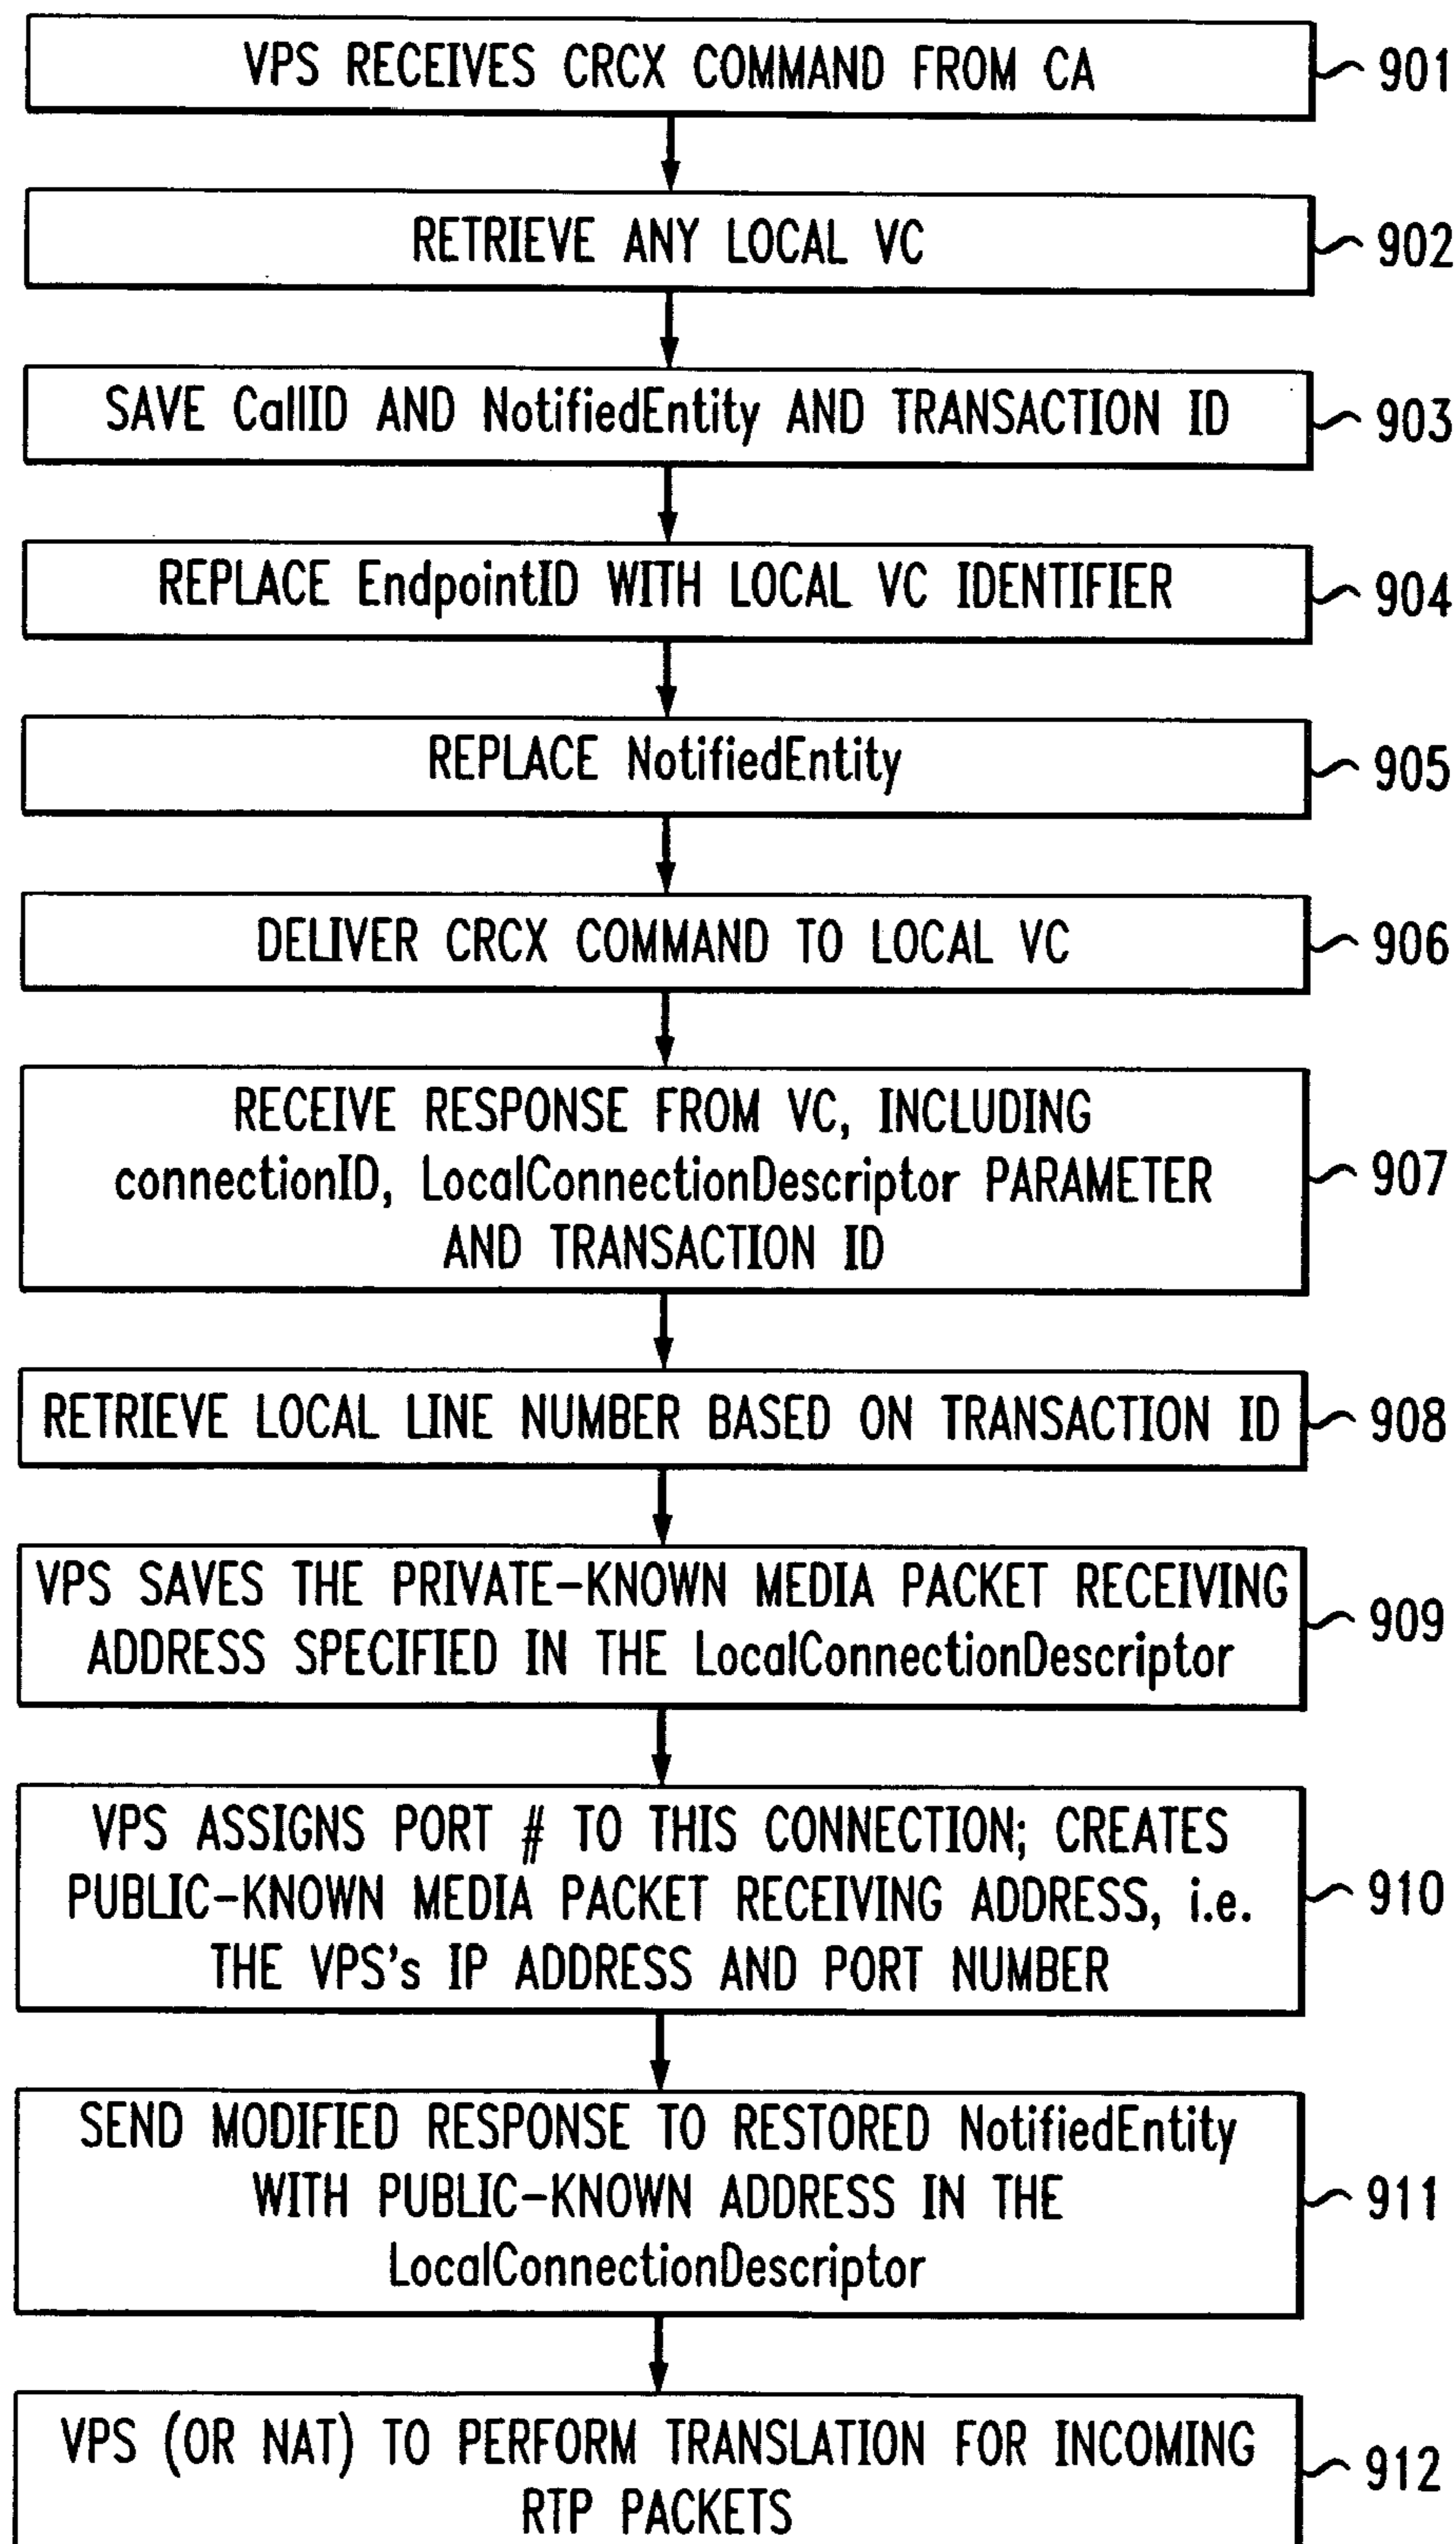 VPS RECEIVES CRCX COMMAND FROM CA
901
RETRIEVE ANY LOCAL VC
902
SAVE CallID AND NotifiedEntity AND TRANSACTION ID
903
REPLACE EndpointID WITH LOCAL VC IDENTIFIER
904
REPLACE NotifiedEntity
905
DELIVER CRCX COMMAND TO LOCAL VC
906
RECEIVE RESPONSE FROM VC, INCLUDING
connectionID, LocalConnectionDescriptor PARAMETER
AND TRANSACTION ID
907
RETRIEVE LOCAL LINE NUMBER BASED ON TRANSACTION ID
908
VPS SAVES THE PRIVATE-KNOWN MEDIA PACKET RECEIVING
ADDRESS SPECIFIED IN THE LocalConnectionDescriptor
909
VPS ASSIGNS PORT # TO THIS CONNECTION; CREATES
PUBLIC-KNOWN MEDIA PACKET RECEIVING ADDRESS, i.e.
THE VPS's IP ADDRESS AND PORT NUMBER
910
SEND MODIFIED RESPONSE TO RESTORED NotifiedEntity
WITH PUBLIC-KNOWN ADDRESS IN THE
LocalConnectionDescriptor
911
VPS (OR NAT) TO PERFORM TRANSLATION FOR INCOMING
RTP PACKETS
912